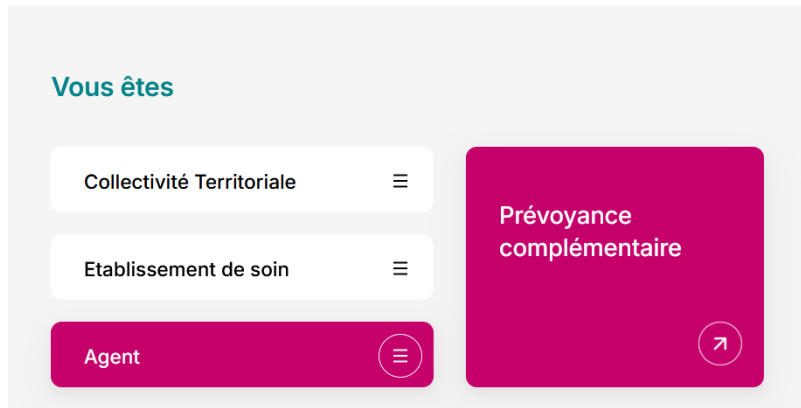 Vous êtes
Collectivité Territoriale
Etablissement de soin
Agent
Prévoyance
complémentaire